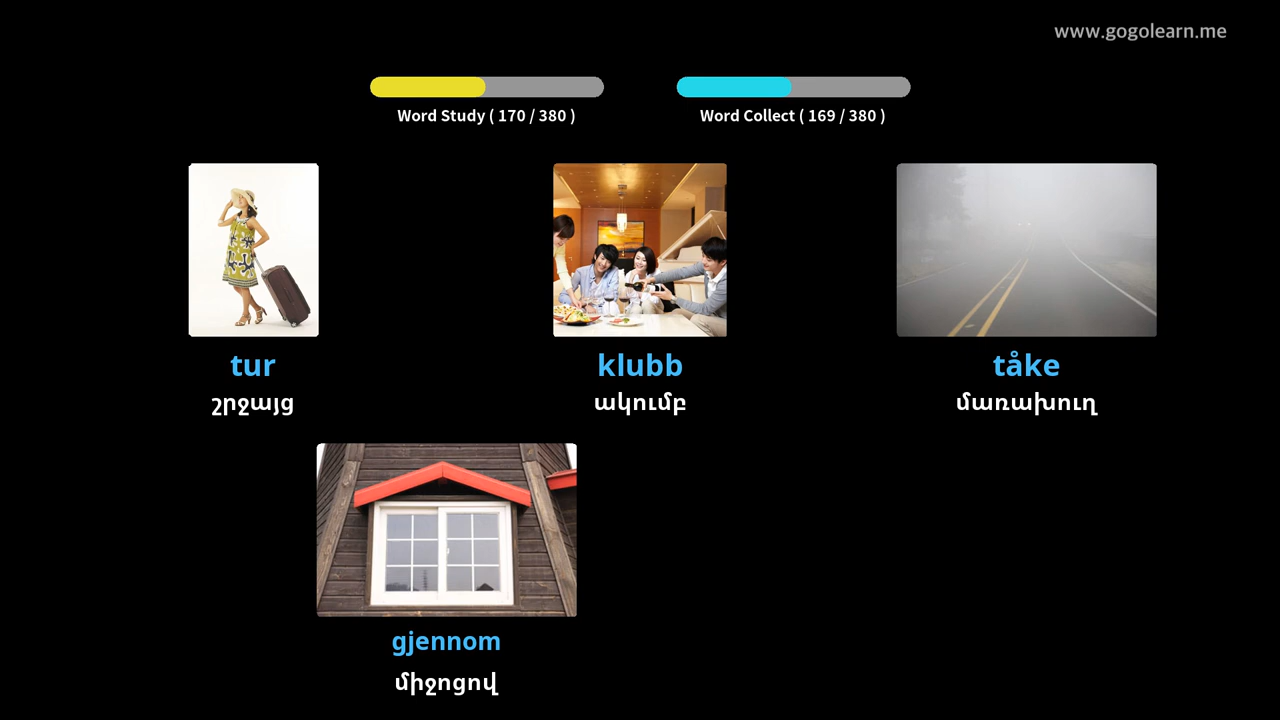 www.gogolearn.me
Word Study ( 170 / 380 )
Word Collect ( 169 / 380 )
tur
շրջայց
klubb
ակումբ
tåke
մառախուղ
gjennom
միջոցով